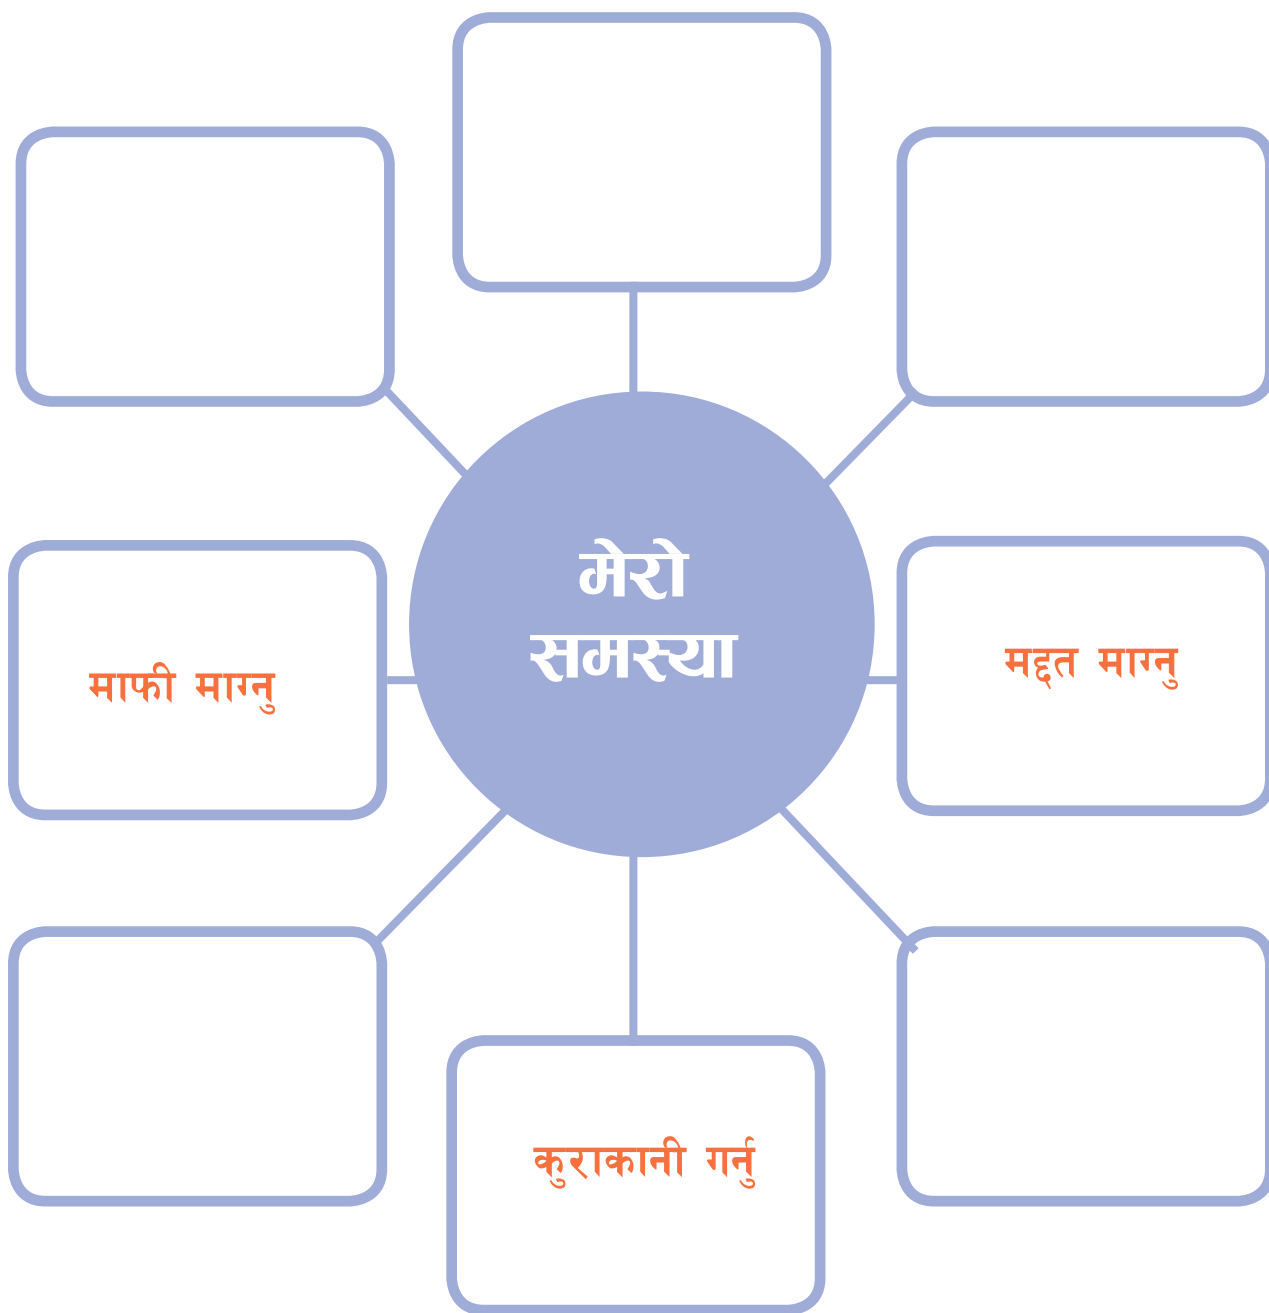 मेरो
समस्या
माफी माग्नु
मद्दत माग्नु
कुराकानी गर्नु